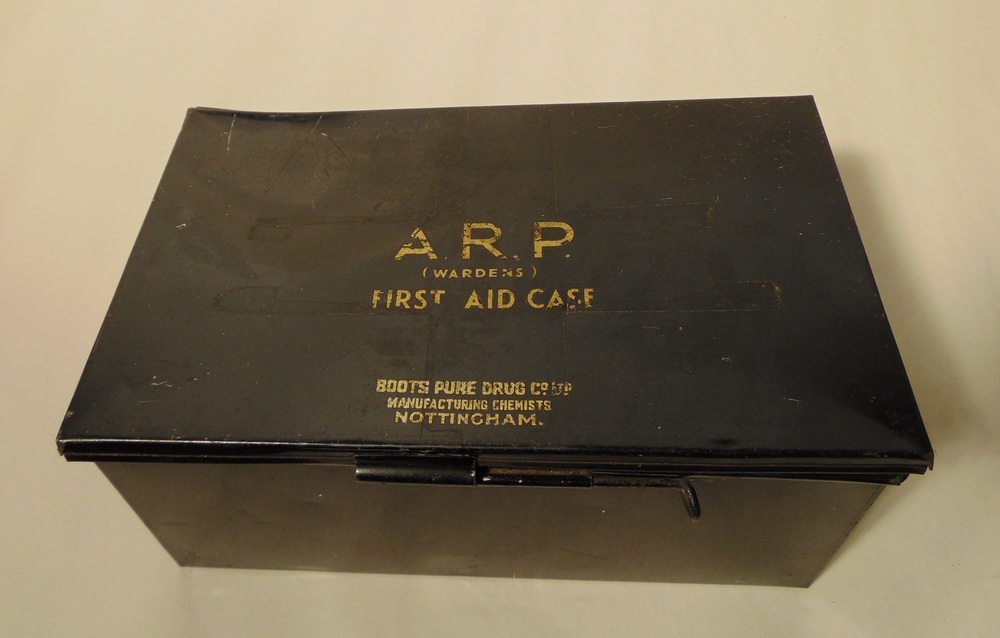 A.R.P.
(WARDENS)
FIRST AID CASE
BOOTS PURE DRUG CO LTD
MANUFACTURING CHEMISTS
NOTTINGHAM.